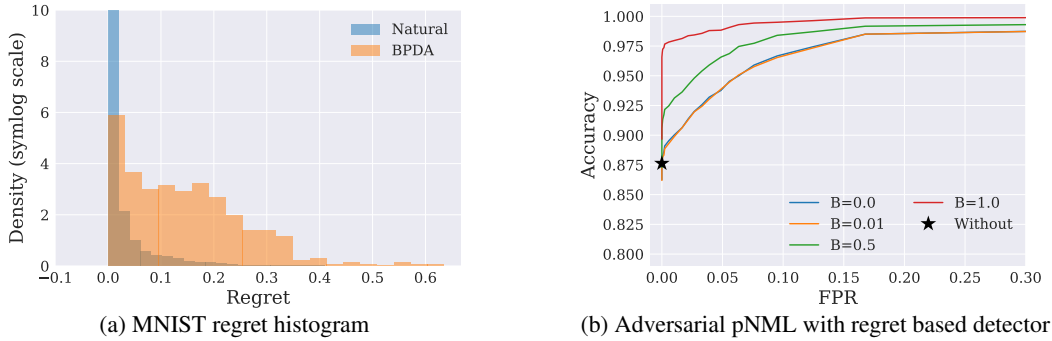 10
8
6
4
2
0
Density (symlog scale)
Natural
BPDA
−0.1 0.0 0.1 0.2 0.3 0.4 0.5 0.6
Regret
(a) MNIST regret histogram
1.000
0.975
0.950
0.925
0.900
0.875
0.850
0.825
0.800
Accuracy
B=0.0
B=0.01
B=0.5
B=1.0
Without
0.00 0.05 0.10 0.15 0.20 0.25 0.30
FPR
(b) Adversarial pNML with regret based detector